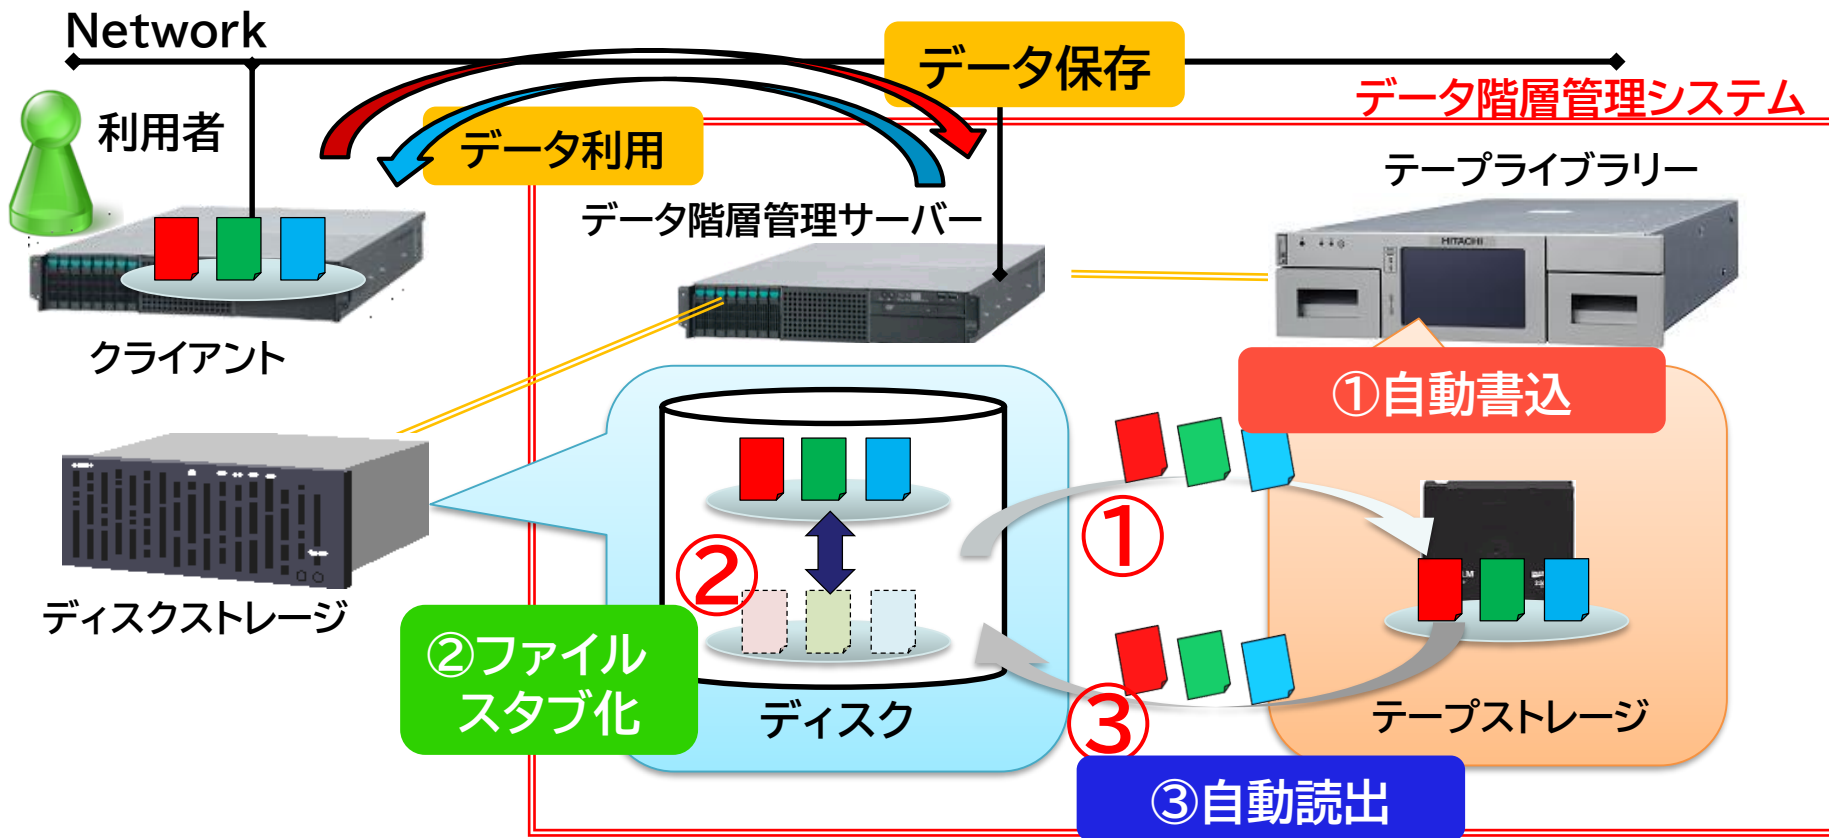 Network
データ保存
データ階層管理システム
利用者
データ利用
テープライブラリー
データ階層管理サーバー
HITACHI
クライアント
①自動書込
①
②
ディスクストレージ
②ファイル
スタブ化
ディスク
③
テープストレージ
③自動読出